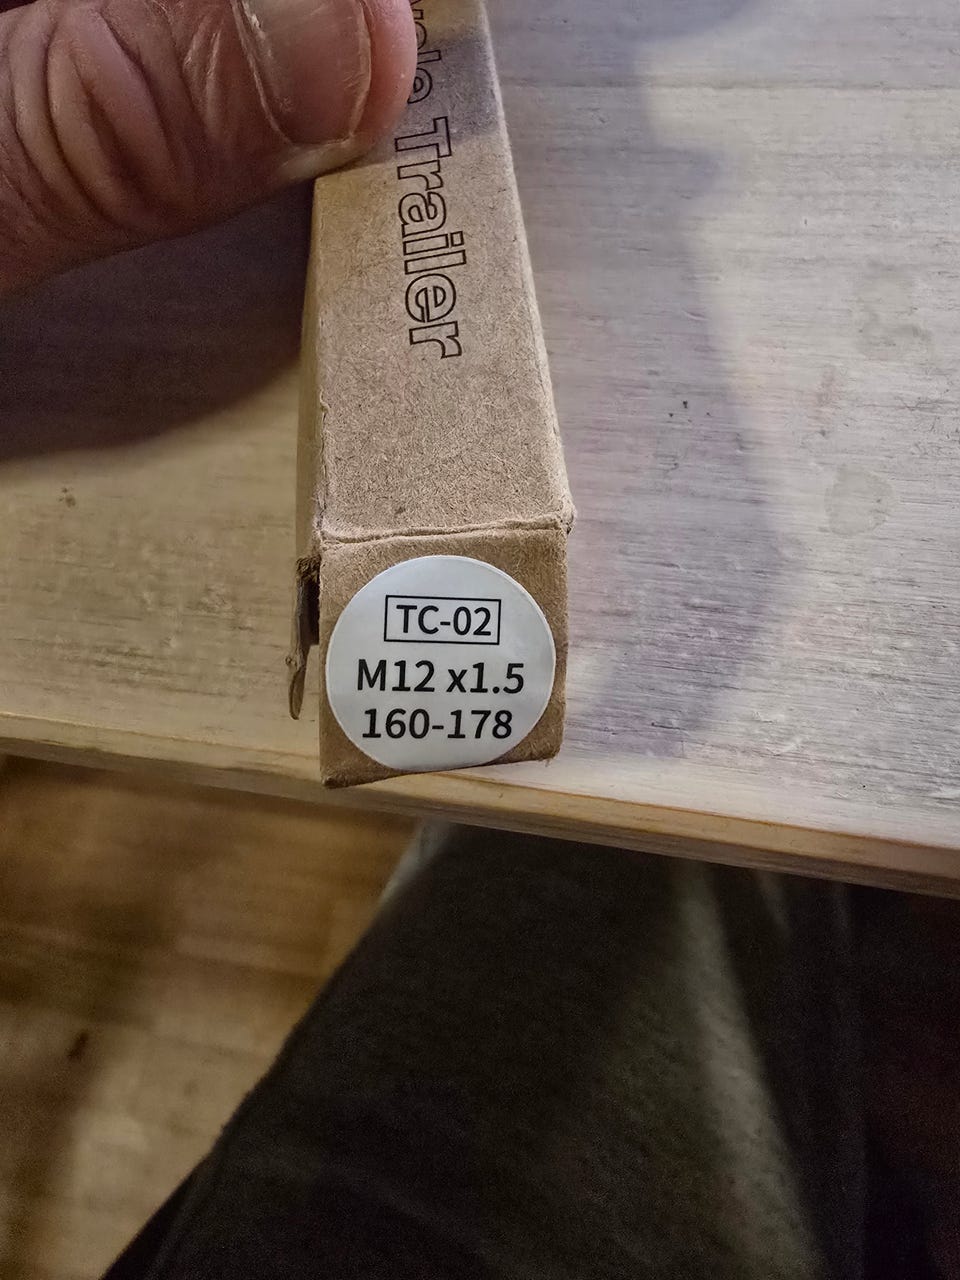 Trailer
TC-02
M12 x1.5
160-178